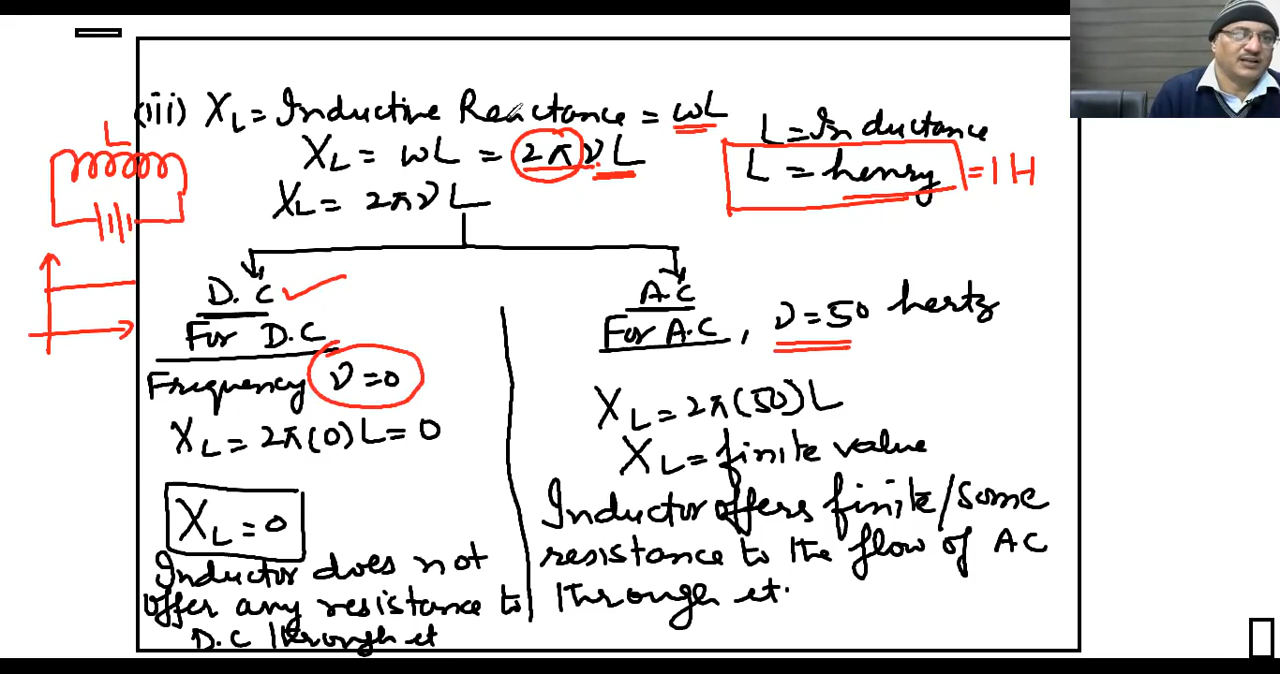 (iii) XL = Inductive Reactance = ωL
L = Inductance
L
XL = ωL = 2πνL
L = henry = 1H
XL = 2πνL
D.C
For D.C
Frequency ν=0
XL = 2π(0)L = 0
XL = 0
Inductor does not
offer any resistance to
D.C through it
A.C
For A.C, ν=50 hertz
XL = 2π(50)L
XL = finite value
Inductor offers finite/some
resistance to the flow of AC
through it.